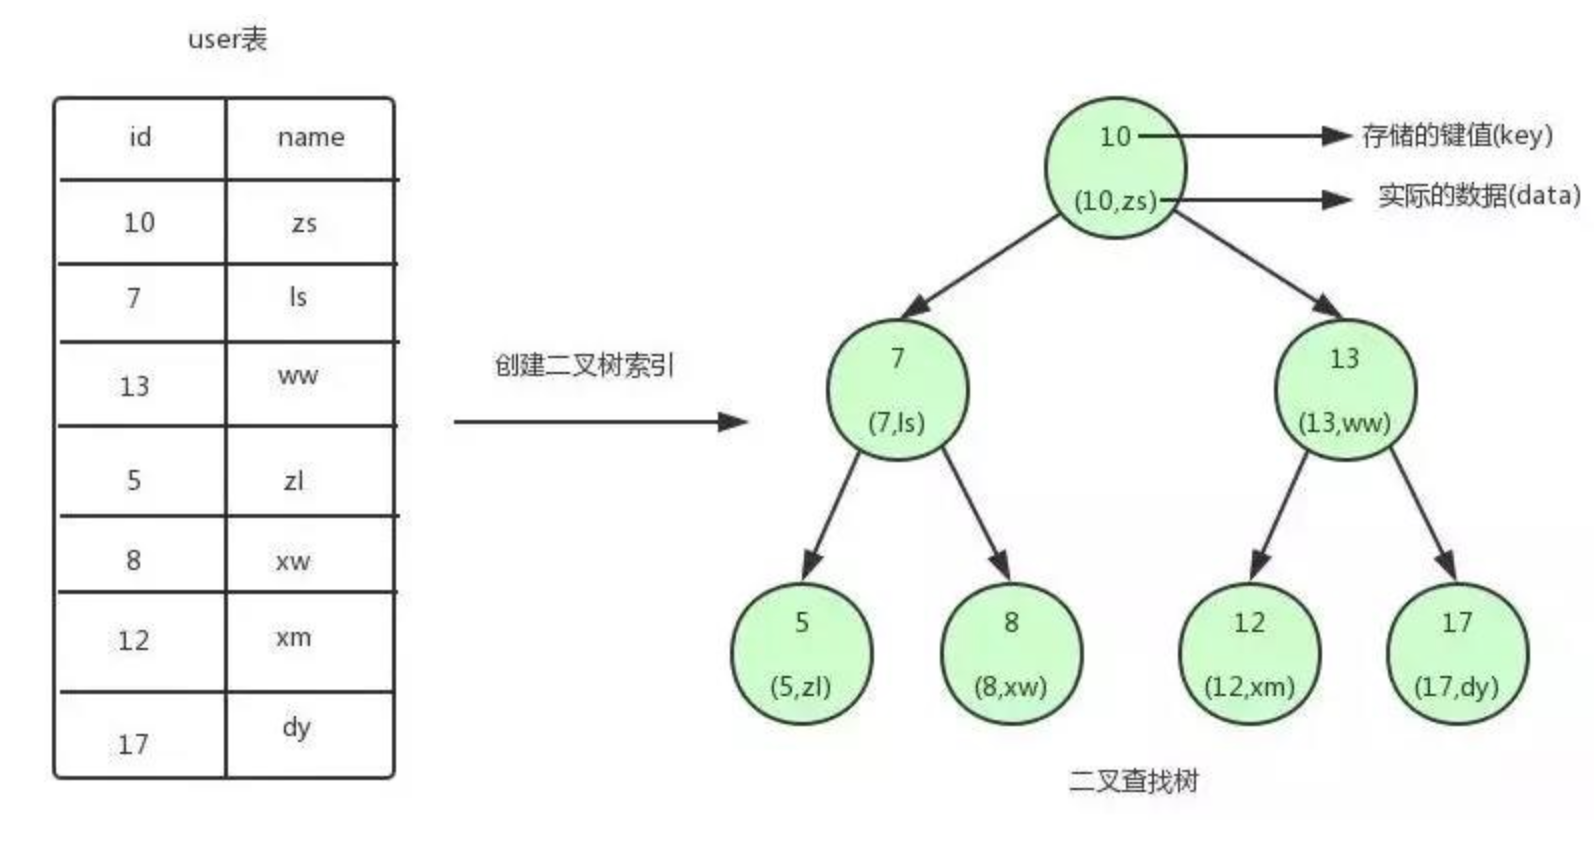 user表
id name
10 zs
7 ls
13 ww
5 zl
8 xw
12 xm
17 dy
创建二叉树索引
10
(10,zs)
存储的键值(key)
实际的数据(data)
7
(7,ls)
13
(13,ww)
5
(5,zl)
8
(8,xw)
12
(12,xm)
17
(17,dy)
二叉查找树